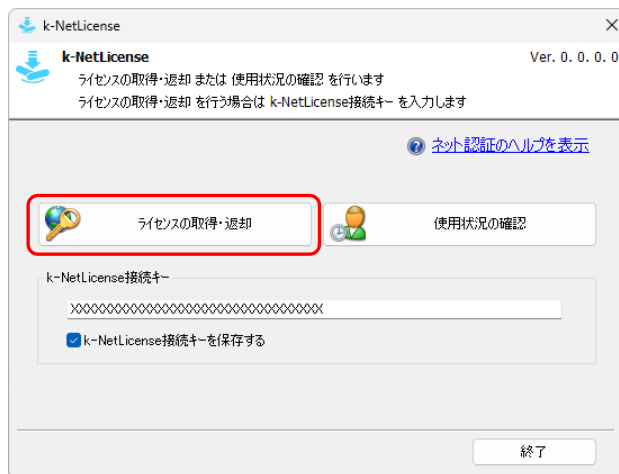 k-NetLicense
k-NetLicense
Ver. 0. 0. 0. 0
ライセンスの取得・返却 または 使用状況の確認 を行います
ライセンスの取得・返却 を行う場合は k-NetLicense接続キー を入力します
ネット認証のヘルプを表示
ライセンスの取得・返却
使用状況の確認
k-NetLicense接続キー
XXXXXXXXXXXXXXXXXXXXXXXXXXXXXXXX
k-NetLicense接続キーを保存する
終了